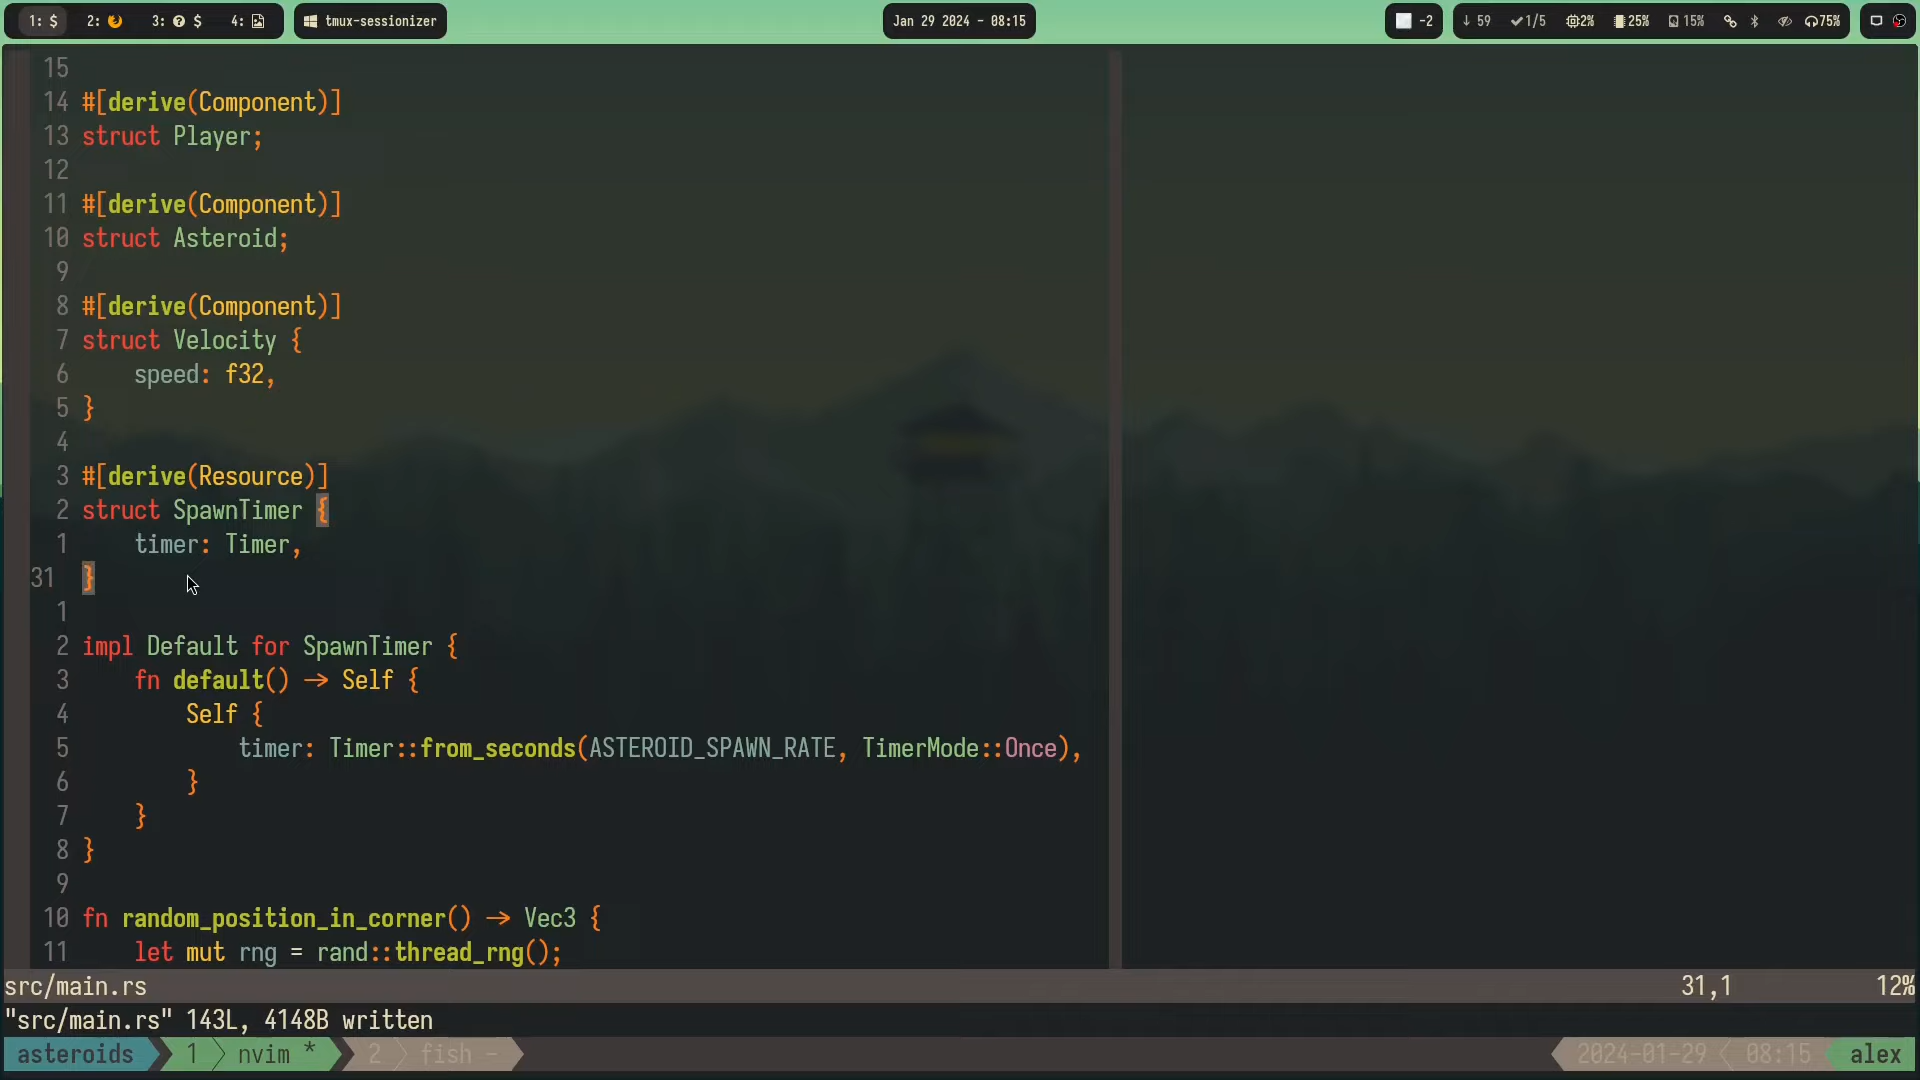 1: $ 2: 3: $ 4: tmux-sessionizer Jan 29 2024 - 08:15 -2 ↓ 59 ✓1/5 2% 25% 15% 75%
15
14 #[derive(Component)]
13 struct Player;
12
11 #[derive(Component)]
10 struct Asteroid;
9
8 #[derive(Component)]
7 struct Velocity {
6     speed: f32,
5 }
4
3 #[derive(Resource)]
2 struct SpawnTimer {
1     timer: Timer,
31 }
1
2 impl Default for SpawnTimer {
3     fn default() -> Self {
4         Self {
5             timer: Timer::from_seconds(ASTEROID_SPAWN_RATE, TimerMode::Once),
6         }
7     }
8 }
9
10 fn random_position_in_corner() -> Vec3 {
11     let mut rng = rand::thread_rng();
src/main.rs 31,1 12%
"src/main.rs" 143L, 4148B written
asteroids 1 nvim * 2 fish - 2024-01-29 08:15 alex